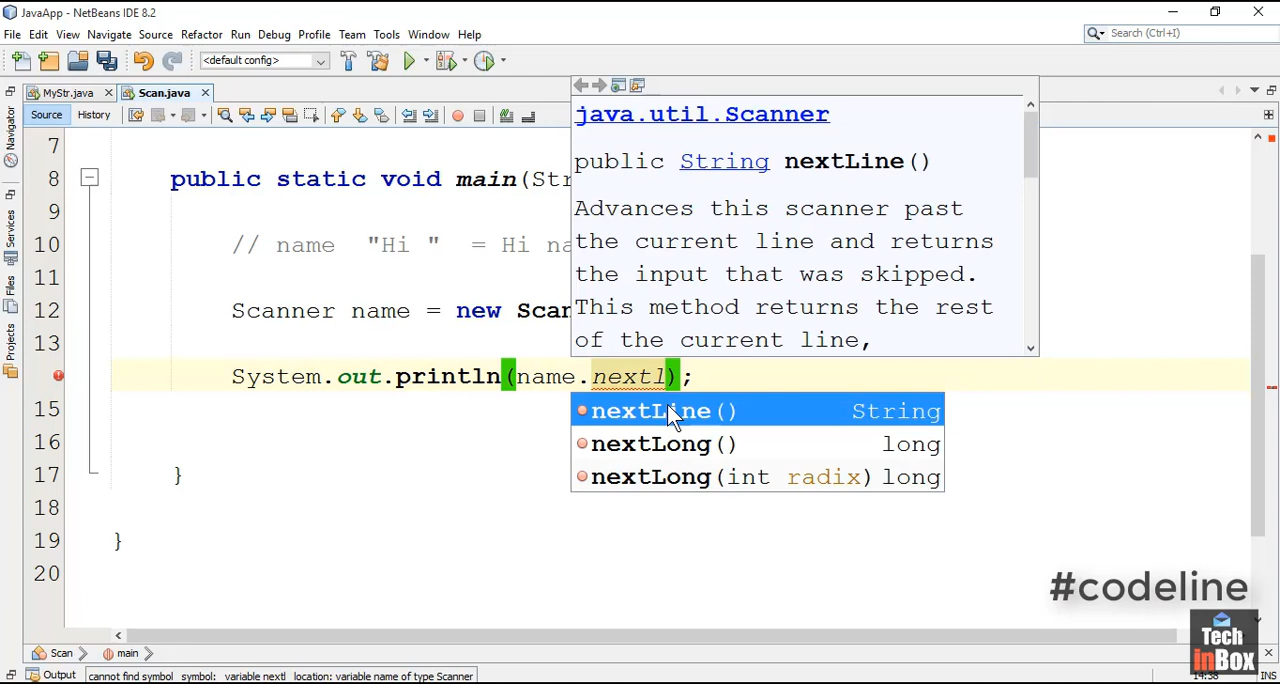 JavaApp - NetBeans IDE 8.2
File Edit View Navigate Source Refactor Run Debug Profile Team Tools Window Help
Search (Ctrl+I)
<default config>
MyStr.java Scan.java
Source History
Navigator
Services
Files
Projects
java.util.Scanner
public String nextLine()
Advances this scanner past
the current line and returns
the input that was skipped.
This method returns the rest
of the current line,
7
8 public static void main(Str
9
10 // name "Hi " = Hi na
11
12 Scanner name = new Scan
13
System.out.println(name.nextl);
nextLine() String
nextLong() long
nextLong(int radix) long
15
16
17 }
18
19 }
20
#codeline
Tech
inBox
Scan main
Output cannot find symbol symbol: variable nextl location: variable name of type Scanner 14:38 INS